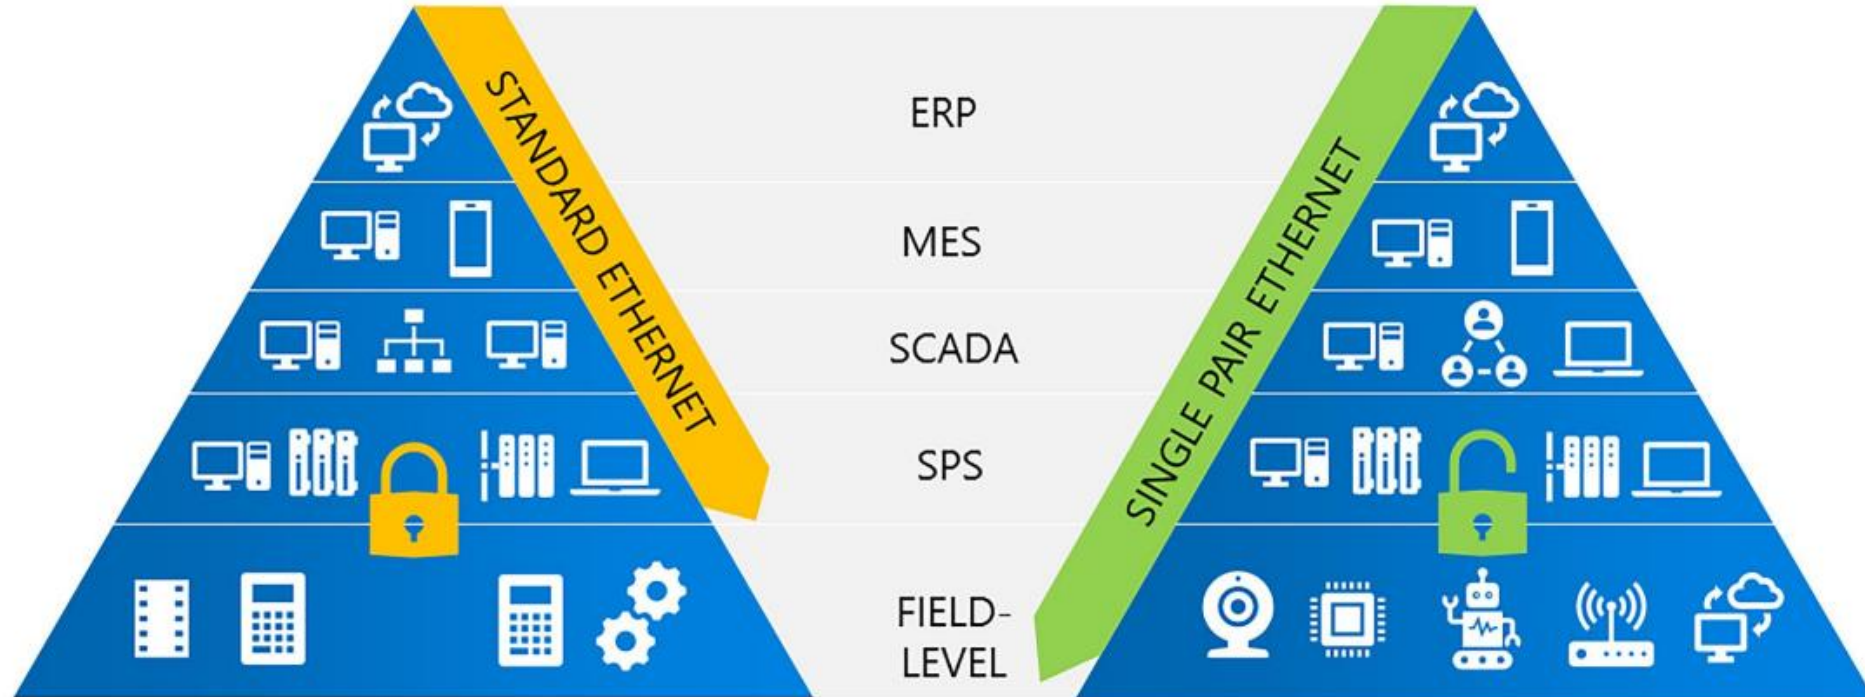 STANDARD ETHERNET
ERP
MES
SCADA
SPS
FIELD-
LEVEL
SINGLE PAIR ETHERNET